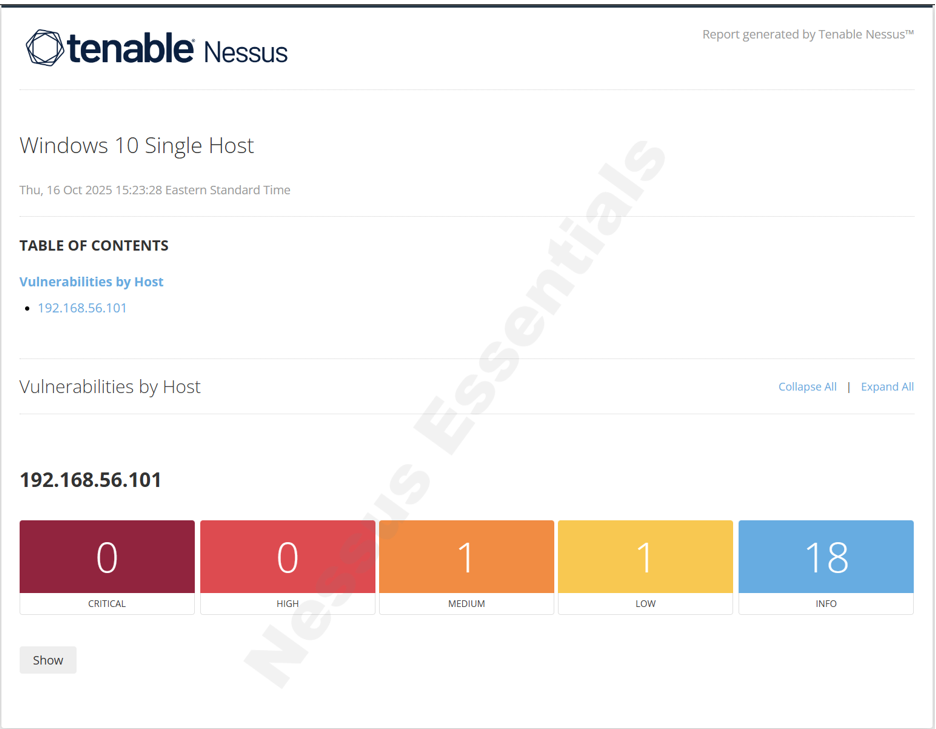 tenable Nessus
Report generated by Tenable Nessus™
Windows 10 Single Host
Thu, 16 Oct 2025 15:23:28 Eastern Standard Time
TABLE OF CONTENTS
Vulnerabilities by Host
• 192.168.56.101
Vulnerabilities by Host
Collapse All | Expand All
192.168.56.101
0 0 1 1 18
CRITICAL HIGH MEDIUM LOW INFO
Show
Nessus Essentials